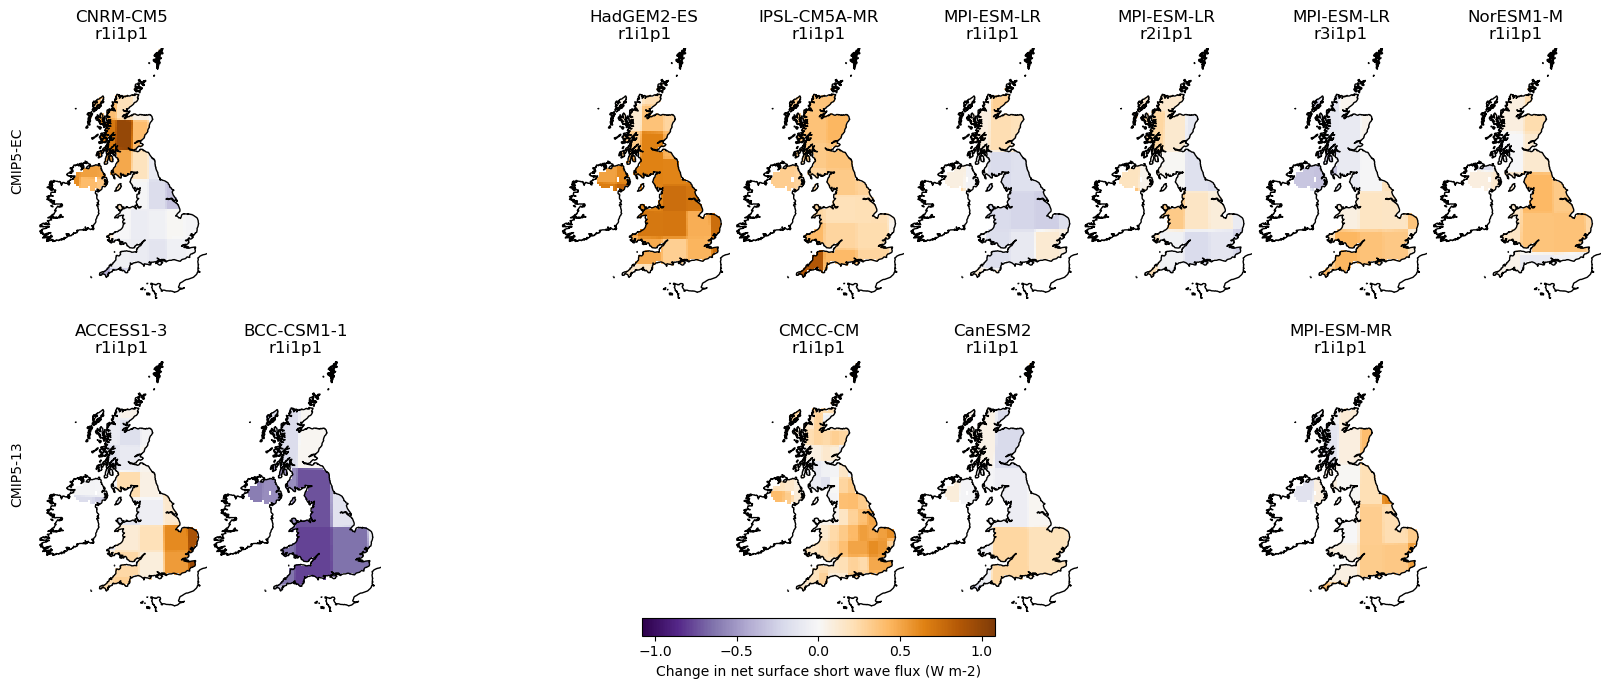 CNRM-CM5
r1i1p1
HadGEM2-ES
r1i1p1
IPSL-CM5A-MR
r1i1p1
MPI-ESM-LR
r1i1p1
MPI-ESM-LR
r2i1p1
MPI-ESM-LR
r3i1p1
NorESM1-M
r1i1p1
CMIP5-EC
ACCESS1-3
r1i1p1
BCC-CSM1-1
r1i1p1
CMCC-CM
r1i1p1
CanESM2
r1i1p1
MPI-ESM-MR
r1i1p1
CMIP5-13
−1.0 −0.5 0.0 0.5 1.0
Change in net surface short wave flux (W m-2)